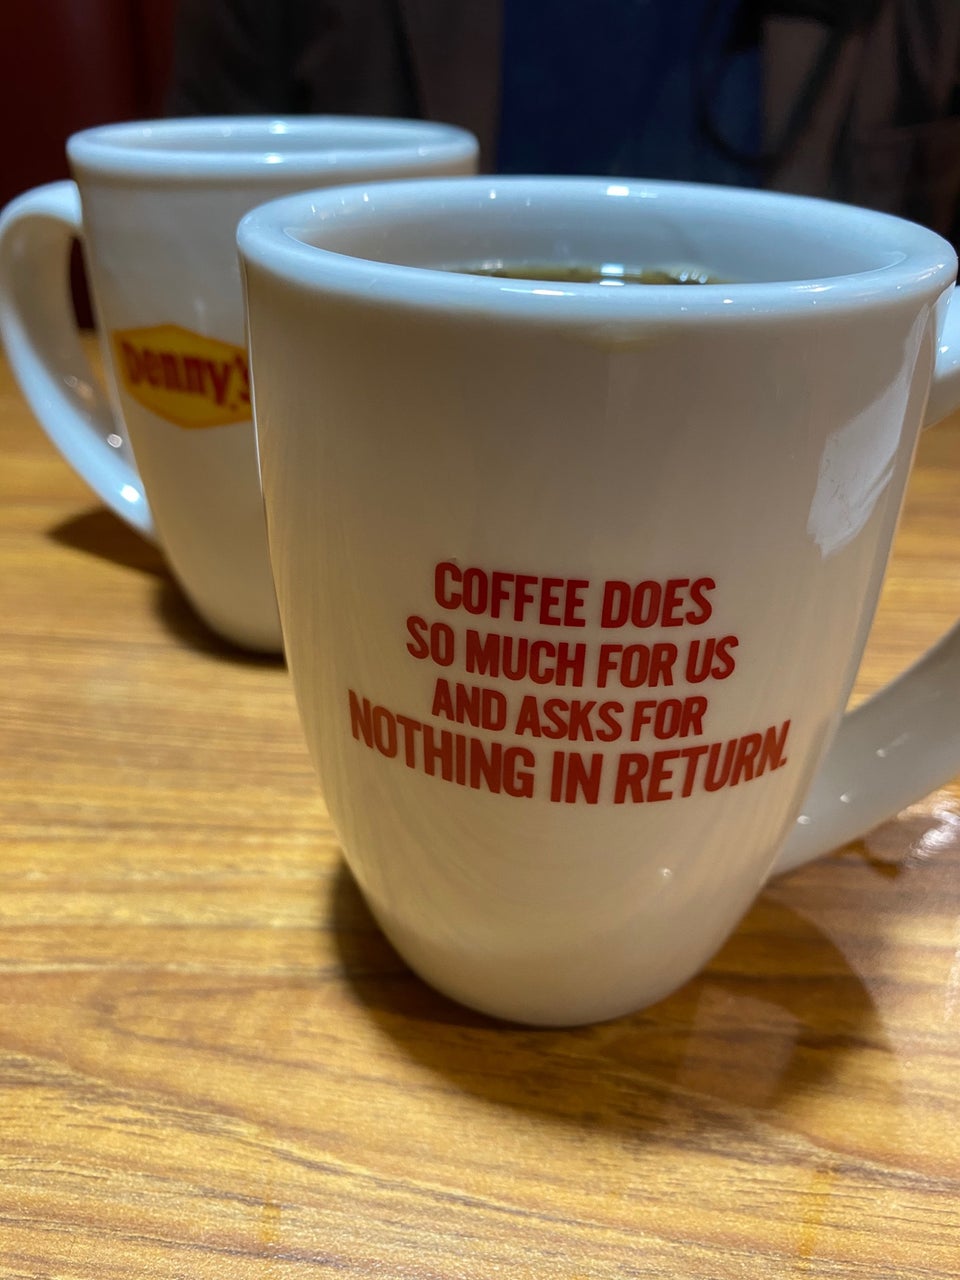 Denny's
COFFEE DOES
SO MUCH FOR US
AND ASKS FOR
NOTHING IN RETURN.